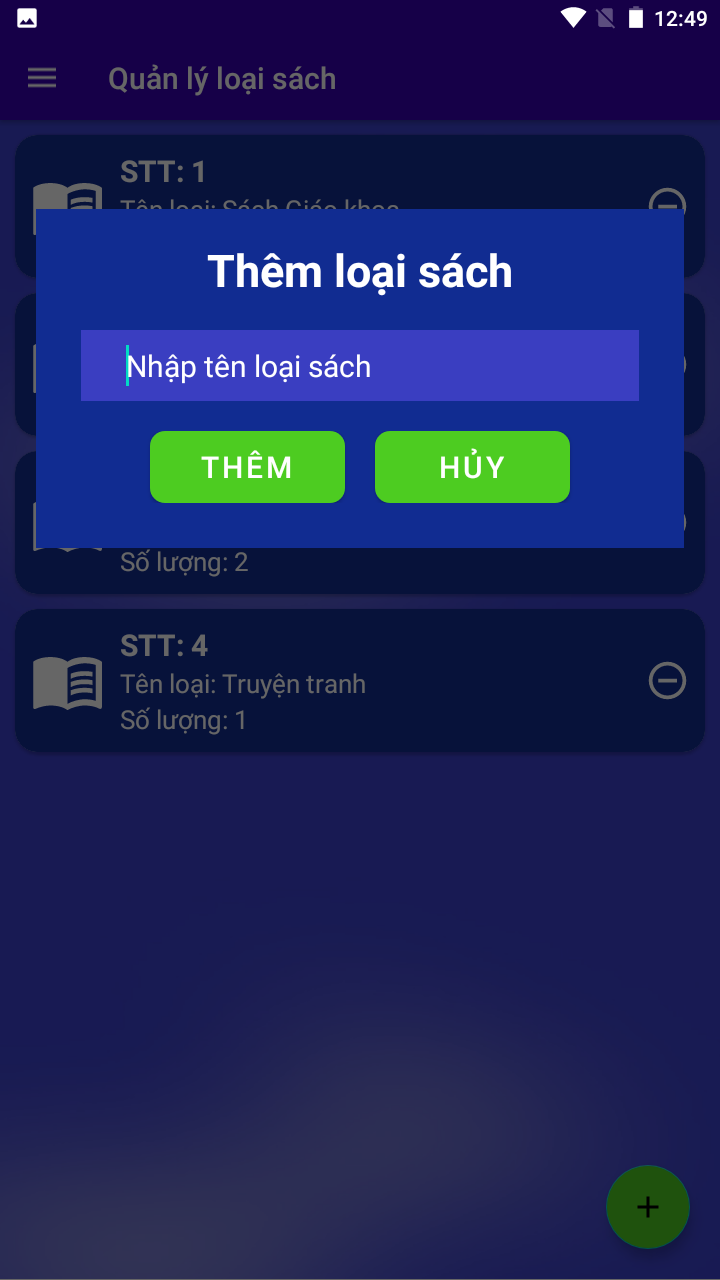 12:49
Quản lý loại sách
STT: 1
Tên loại: Sách Giáo khoa
Thêm loại sách
Nhập tên loại sách
THÊM
HỦY
Số lượng: 2
STT: 4
Tên loại: Truyện tranh
Số lượng: 1